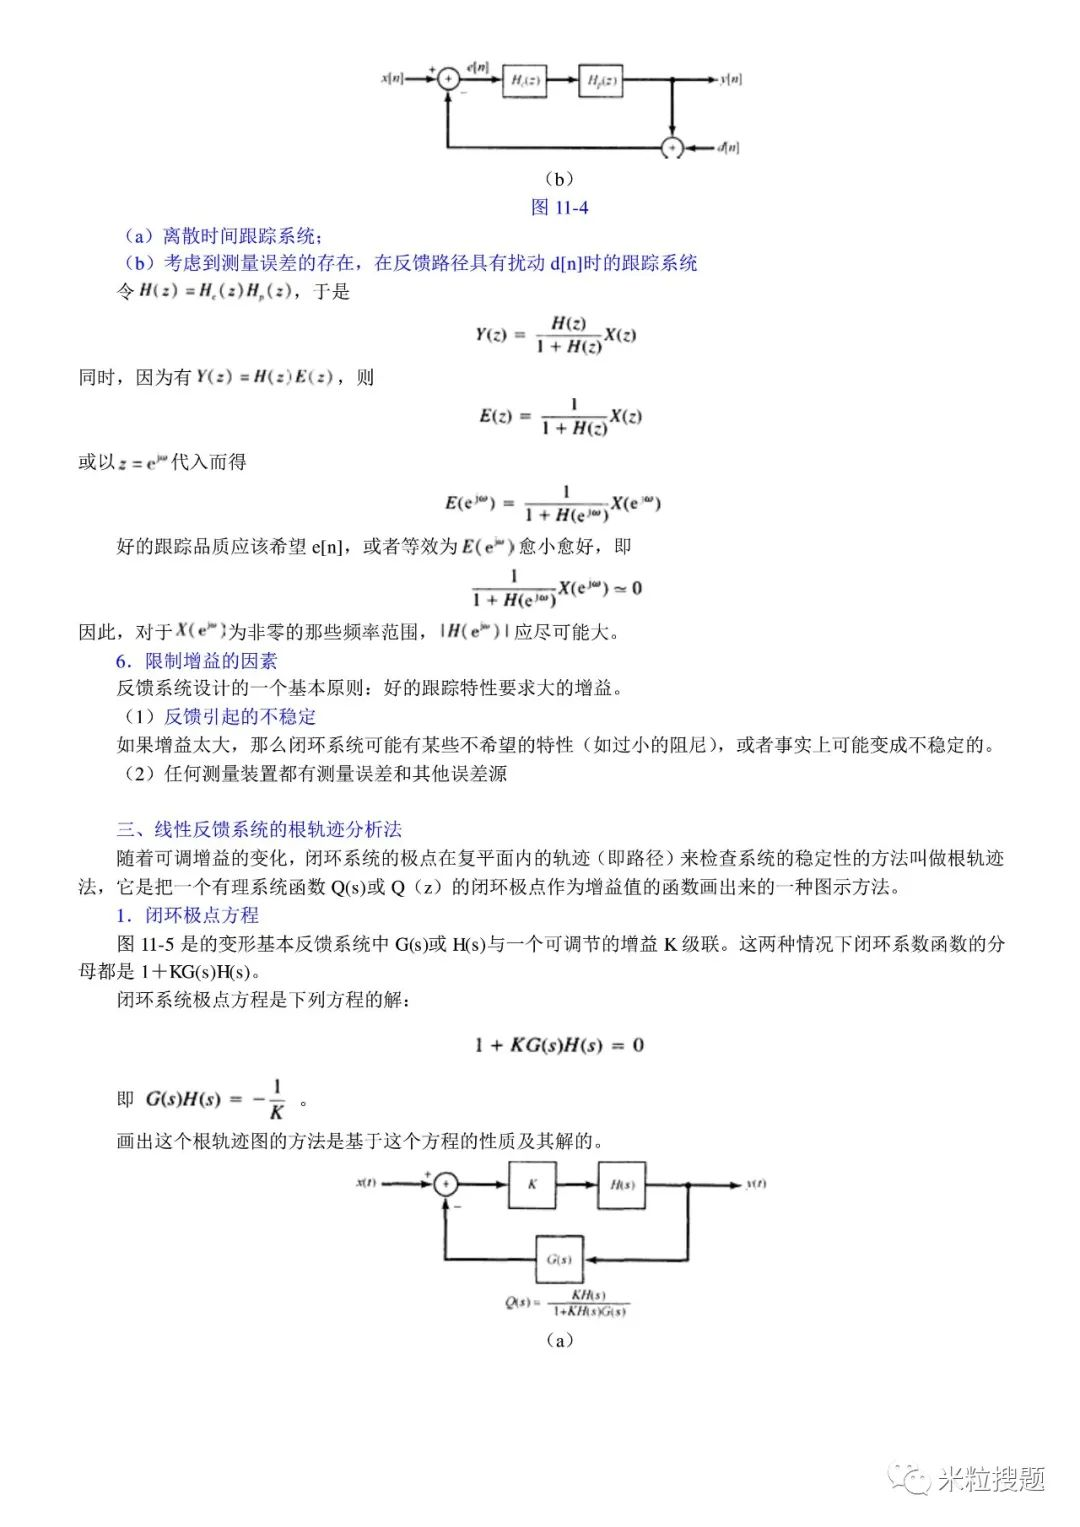 x[n] + + e[n] H_c(z) H_p(z) y[n]
−
+ d[n]
（b）
图 11-4
（a）离散时间跟踪系统；
（b）考虑到测量误差的存在，在反馈路径具有扰动 d[n]时的跟踪系统
令 H(z) = H_c(z)H_p(z)，于是
Y(z) = H(z) / (1 + H(z)) X(z)
同时，因为有 Y(z) = H(z)E(z)，则
E(z) = 1 / (1 + H(z)) X(z)
或以 z = e^{jω} 代入而得
E(e^{jω}) = 1 / (1 + H(e^{jω})) X(e^{jω})
好的跟踪品质应该希望 e[n]，或者等效为 E(e^{jω}) 愈小愈好，即
1 / (1 + H(e^{jω})) X(e^{jω}) ≃ 0
因此，对于 X(e^{jω}) 为非零的那些频率范围，|H(e^{jω})| 应尽可能大。
6．限制增益的因素
反馈系统设计的一个基本原则：好的跟踪特性要求大的增益。
（1）反馈引起的不稳定
如果增益太大，那么闭环系统可能有某些不希望的特性（如过小的阻尼），或者事实上可能变成不稳定的。
（2）任何测量装置都有测量误差和其他误差源
三、线性反馈系统的根轨迹分析法
随着可调增益的变化，闭环系统的极点在复平面内的轨迹（即路径）来检查系统的稳定性的方法叫做根轨迹
法，它是把一个有理系统函数 Q(s)或 Q（z）的闭环极点作为增益值的函数画出来的一种图示方法。
1．闭环极点方程
图 11-5 是的变形基本反馈系统中 G(s)或 H(s)与一个可调节的增益 K 级联。这两种情况下闭环系数函数的分
母都是 1＋KG(s)H(s)。
闭环系统极点方程是下列方程的解：
1 + KG(s)H(s) = 0
即 G(s)H(s) = − 1/K 。
画出这个根轨迹图的方法是基于这个方程的性质及其解的。
x(t) + + K H(s) y(t)
−
G(s)
Q(s) = KH(s) / (1+KH(s)G(s))
（a）
米粒搜题